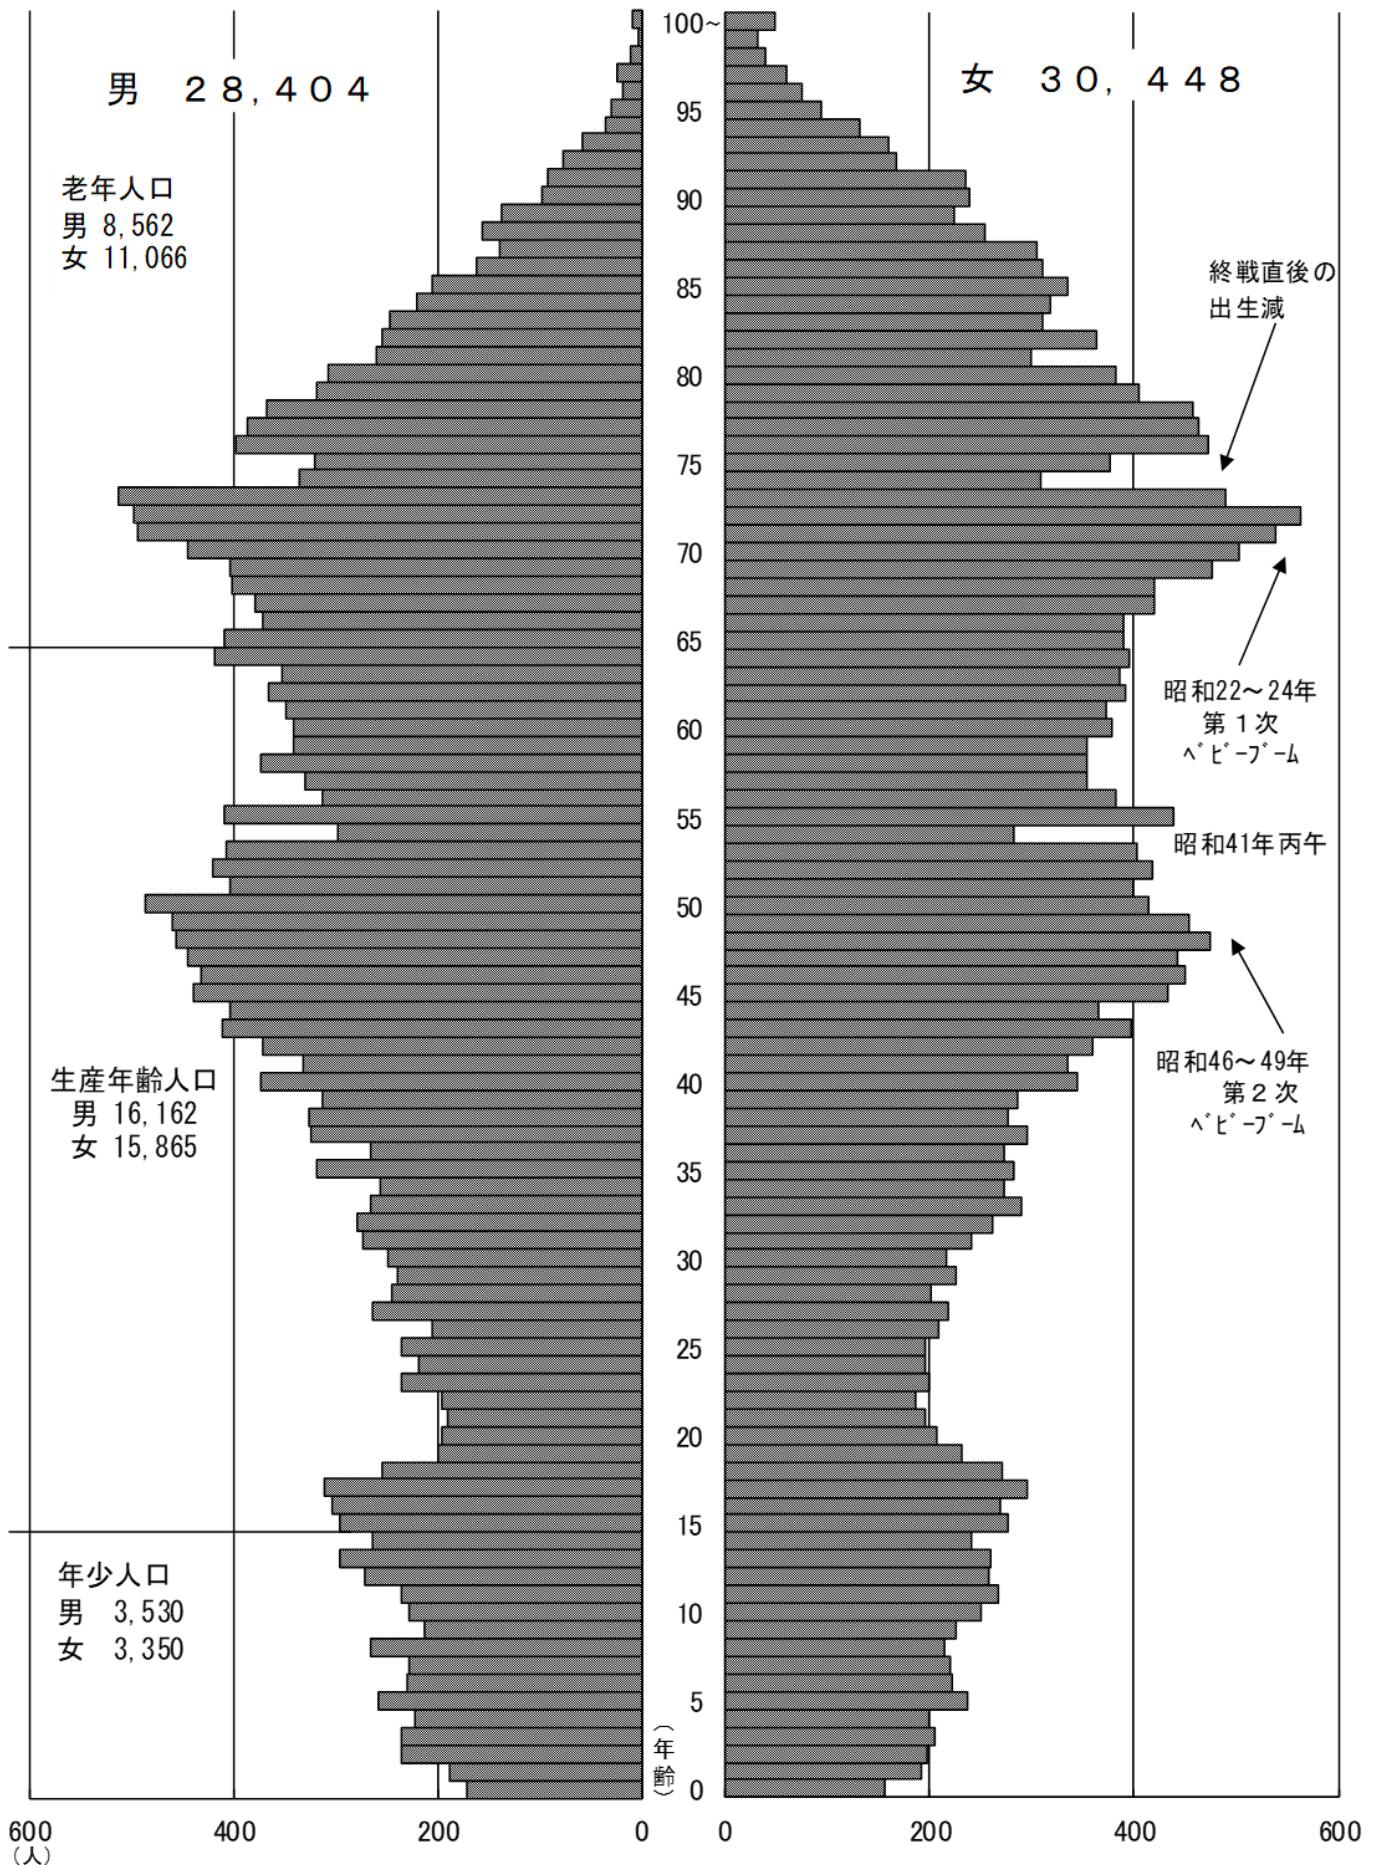 男　２８,４０４
女　３０,４４８
老年人口
男 8,562
女 11,066
生産年齢人口
男 16,162
女 15,865
年少人口
男　3,530
女　3,350
100~
95
90
85
80
75
70
65
60
55
50
45
40
35
30
25
20
15
10
5
0
（年齢）
終戦直後の
出生減
昭和22～24年
第１次
ﾍﾞﾋﾞｰﾌﾞｰﾑ
昭和41年丙午
昭和46～49年
第２次
ﾍﾞﾋﾞｰﾌﾞｰﾑ
600 400 200 0 0 200 400 600
（人）